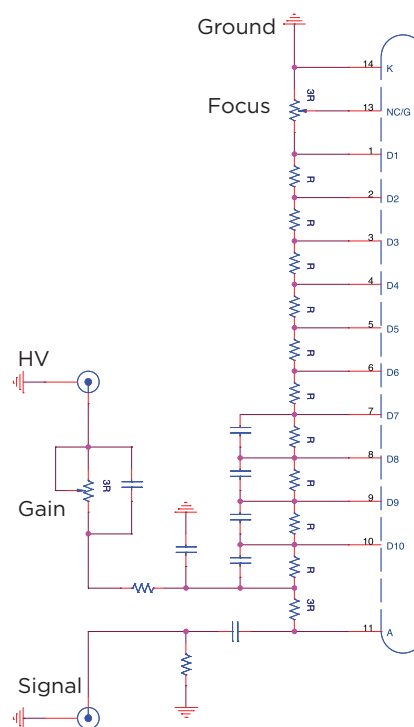 Ground
14 K
3R
Focus
13 NC/G
1 D1
R
2 D2
R
3 D3
R
4 D4
R
5 D5
R
6 D6
HV
R
7 D7
R
8 D8
3R
R
9 D9
Gain
R
10 D10
R
3R
11 A
Signal